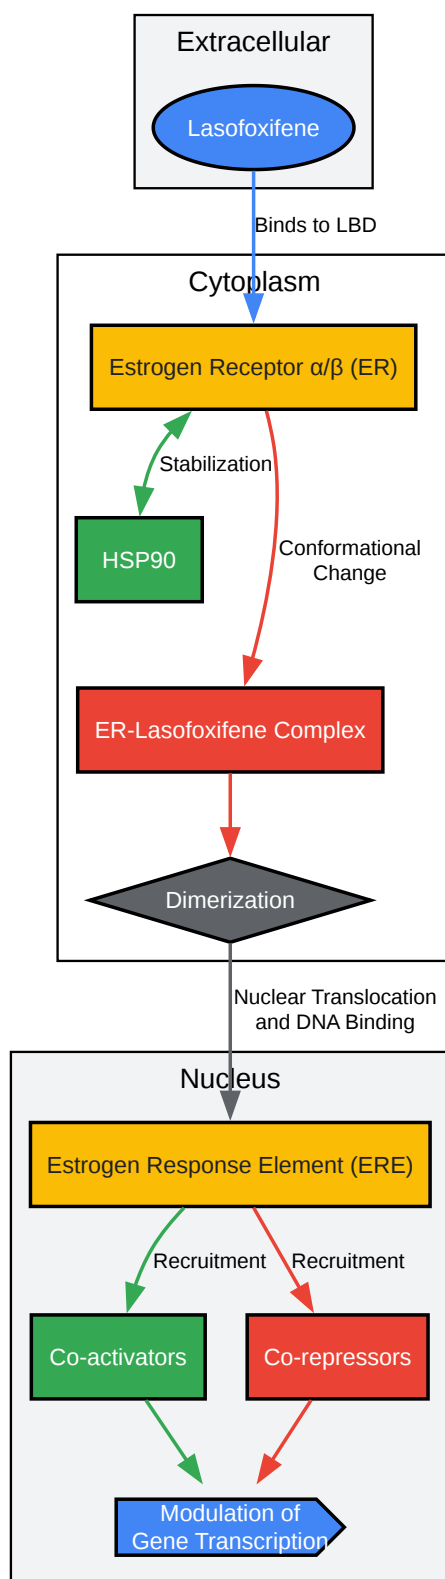 Extracellular
Lasofoxifene
Binds to LBD
Cytoplasm
Estrogen Receptor α/β (ER)
Stabilization
HSP90
Conformational
Change
ER-Lasofoxifene Complex
Dimerization
Nuclear Translocation
and DNA Binding
Nucleus
Estrogen Response Element (ERE)
Recruitment
Recruitment
Co-activators
Co-repressors
Modulation of
Gene Transcription